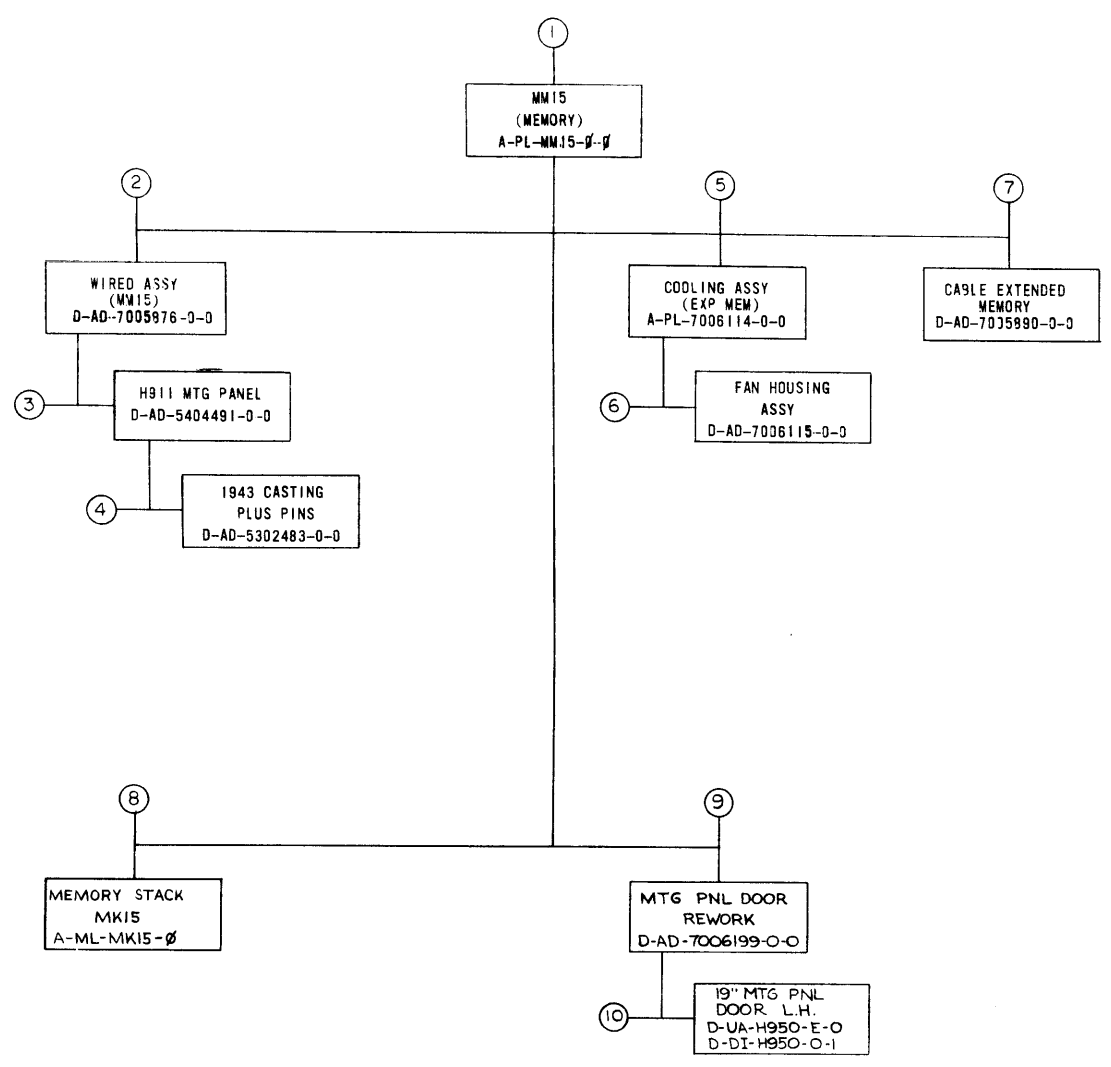 1
MM15
(MEMORY)
A-PL-MM15-Ø-Ø
2
5
7
WIRED ASSY
(MM15)
D-AD-7005876-0-0
COOLING ASSY
(EXP MEM)
A-PL-7006114-0-0
CABLE EXTENDED
MEMORY
D-AD-7005890-0-0
3
H911 MTG PANEL
D-AD-5404491-0-0
6
FAN HOUSING
ASSY
D-AD-7006115-0-0
4
1943 CASTING
PLUS PINS
D-AD-5302483-0-0
8
9
MEMORY STACK
MK15
A-ML-MK15-Ø
MTG PNL DOOR
REWORK
D-AD-7006199-0-0
10
19" MTG PNL
DOOR L.H.
D-UA-H950-E-0
D-DI-H950-0-1